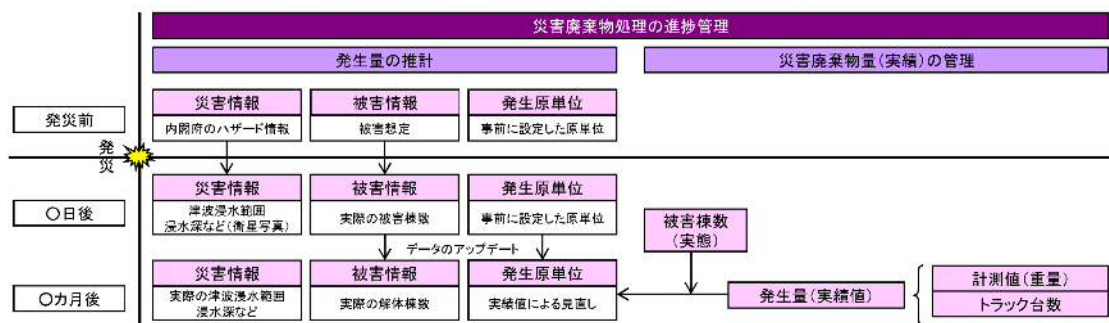 災害廃棄物処理の進捗管理
発生量の推計
災害廃棄物量(実績)の管理
発災前
災害情報
内閣府のハザード情報
被害情報
被害想定
発生原単位
事前に設定した原単位
発災
〇日後
災害情報
津波浸水範囲
浸水深など(衛星写真)
被害情報
実際の被害棟数
発生原単位
事前に設定した原単位
データのアップデート
被害棟数
(実態)
〇カ月後
災害情報
実際の津波浸水範囲
浸水深など
被害情報
実際の解体棟数
発生原単位
実績値による見直し
発生量(実績値)
計測値(重量)
トラック台数